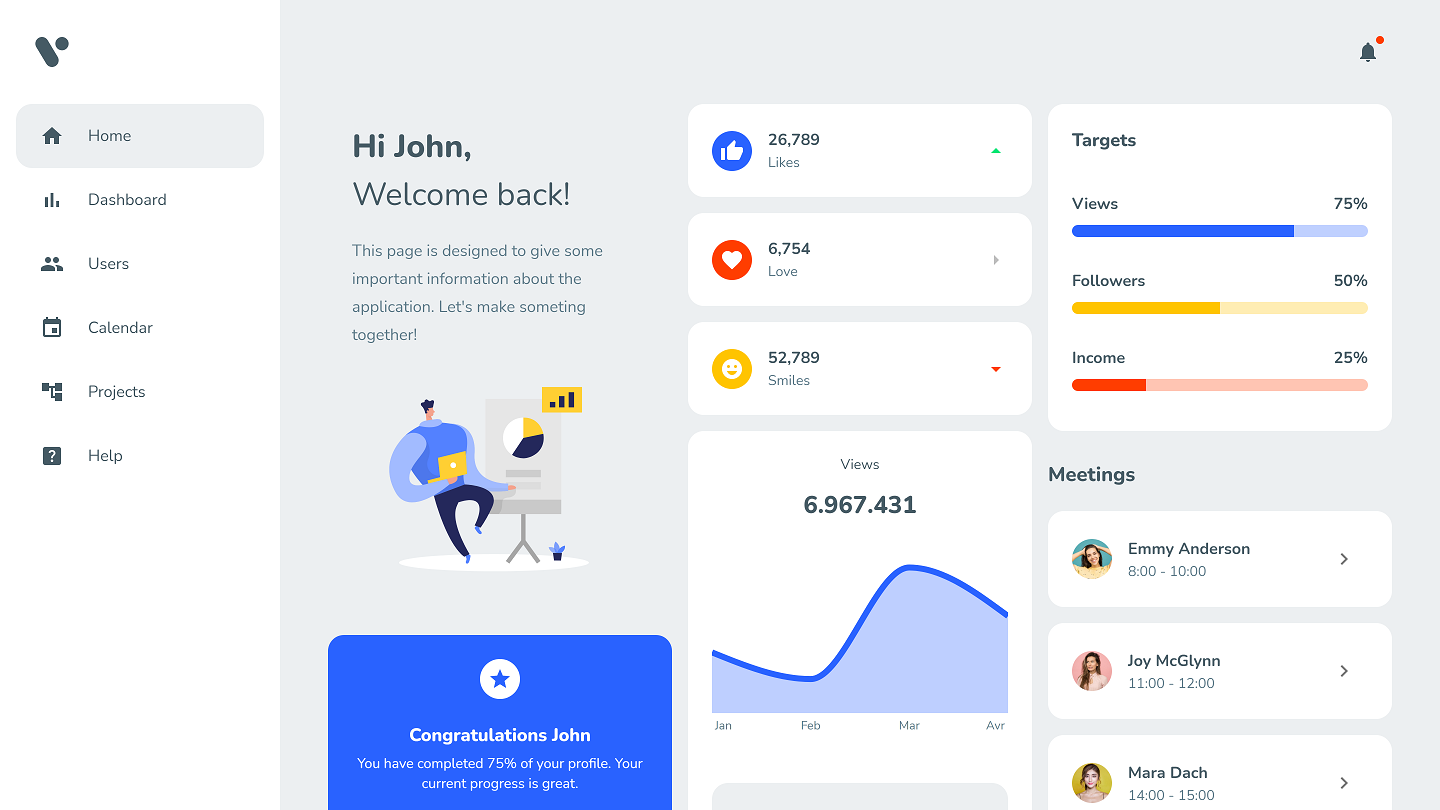 Home
Dashboard
Users
Calendar
Projects
Help
Hi John,
Welcome back!
This page is designed to give some
important information about the
application. Let's make someting
together!
Congratulations John
You have completed 75% of your profile. Your
current progress is great.
26,789
Likes
6,754
Love
52,789
Smiles
Views
6.967.431
Jan Feb Mar Avr
Targets
Views 75%
Followers 50%
Income 25%
Meetings
Emmy Anderson
8:00 - 10:00
Joy McGlynn
11:00 - 12:00
Mara Dach
14:00 - 15:00